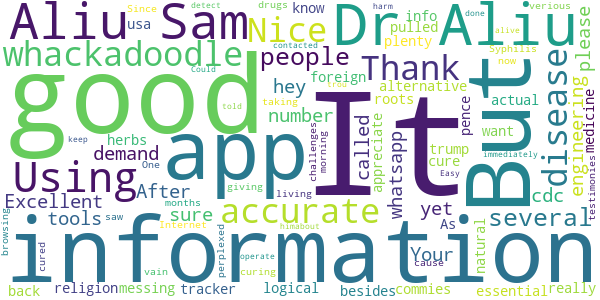 Aliu Sam Dr Aliu
Nice
Since
usa
Could
detect
drugs
harm
done
alive
verious
know
info
contacted
Syphilis
now
pulled
plenty
please
whackadoodle
people
Thank
But
hey
foreign
alternative
roots
told
good
app
It
number
taking
actual
want
disease
engineering
medicine
herbs
challenges
morning
called
appreciate
whatsapp
pence
trump
cure
Easy
immediately
testimonies
Using
demand
One
keep
giving
After
living
yet
cdc
Excellent
months
saw
internet
tools
sure
accurate
Your
As
several
browsing
cured
perplexed
himabout
cause
natural
information
back
religion
vain
messing
tracker
operate
curing
logical
besides
commies
essential
really